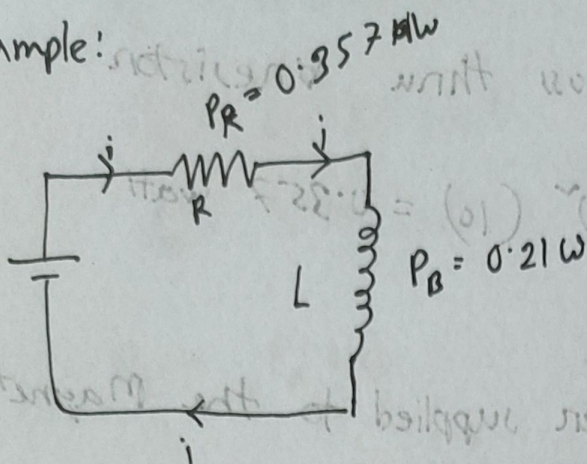 mple:
P_R = 0.357 W
i
i
R
L
P_B = 0.21 W
i